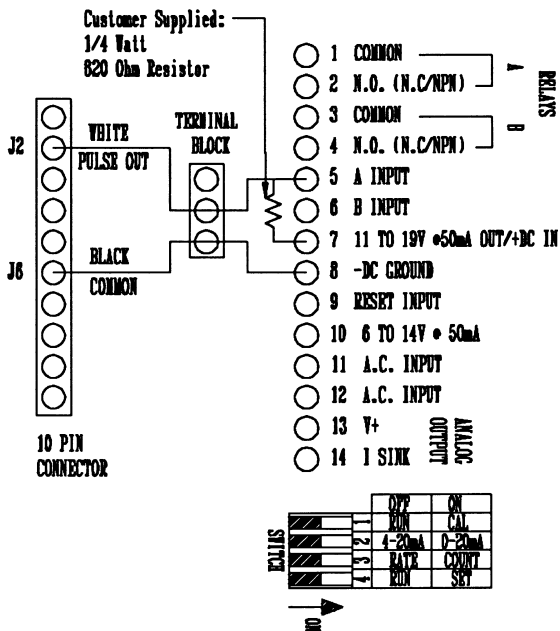 Customer Supplied:
1/4 Watt
820 Ohm Resistor
J2
WHITE
PULSE OUT
TERMINAL
BLOCK
J6
BLACK
COMMON
10 PIN
CONNECTOR
1 COMMON
2 N.O. (N.C/NPN)
A
3 COMMON
4 N.O. (N.C/NPN)
B
RELAYS
5 A INPUT
6 B INPUT
7 11 TO 19V @50mA OUT/+DC IN
8 -DC GROUND
9 RESET INPUT
10 6 TO 14V @ 50mA
11 A.C. INPUT
12 A.C. INPUT
13 V+
14 I SINK
ANALOG
OUTPUT
SWITCH
OFF ON
1 RUN CAL
2 4-20mA 0-20mA
3 RATE COUNT
4 RUN SET
ON